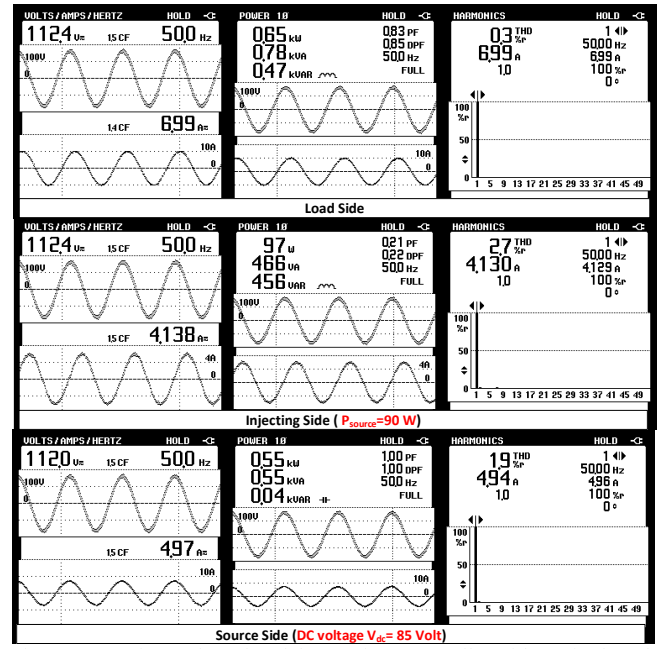 VOLTS/AMPS/HERTZ HOLD
112,4 V≂ 1,5 CF 50,0 Hz
100V
0
1,4 CF 6,99 A≂
10A
0
POWER 1Ø HOLD
0,65 kW 0,83 PF
0,78 kVA 0,85 DPF
0,47 kVAR 50,0 Hz
FULL
100V
0
10A
0
HARMONICS HOLD
0,3 THD %r 1
6,99 A 50,00 Hz
1,0 6,99 A
100 %r
0 °
100
%r
50
0
1 5 9 13 17 21 25 29 33 37 41 45 49
Load Side
VOLTS/AMPS/HERTZ HOLD
112,4 V≂ 1,5 CF 50,0 Hz
100V
0
1,5 CF 4,138 A≂
4A
0
POWER 1Ø HOLD
97 W 0,21 PF
466 VA 0,22 DPF
456 VAR 50,0 Hz
FULL
100V
0
4A
0
HARMONICS HOLD
2,7 THD %r 1
4,130 A 50,00 Hz
1,0 4,129 A
100 %r
0 °
100
%r
50
0
1 5 9 13 17 21 25 29 33 37 41 45 49
Injecting Side ( Psource=90 W)
VOLTS/AMPS/HERTZ HOLD
112,0 V≂ 1,5 CF 50,0 Hz
100V
0
1,5 CF 4,97 A≂
10A
0
POWER 1Ø HOLD
0,55 kW 1,00 PF
0,55 kVA 1,00 DPF
0,04 kVAR 50,0 Hz
FULL
100V
0
10A
0
HARMONICS HOLD
1,9 THD %r 1
4,94 A 50,00 Hz
1,0 4,96 A
100 %r
0 °
100
%r
50
0
1 5 9 13 17 21 25 29 33 37 41 45 49
Source Side (DC voltage Vdc= 85 Volt)